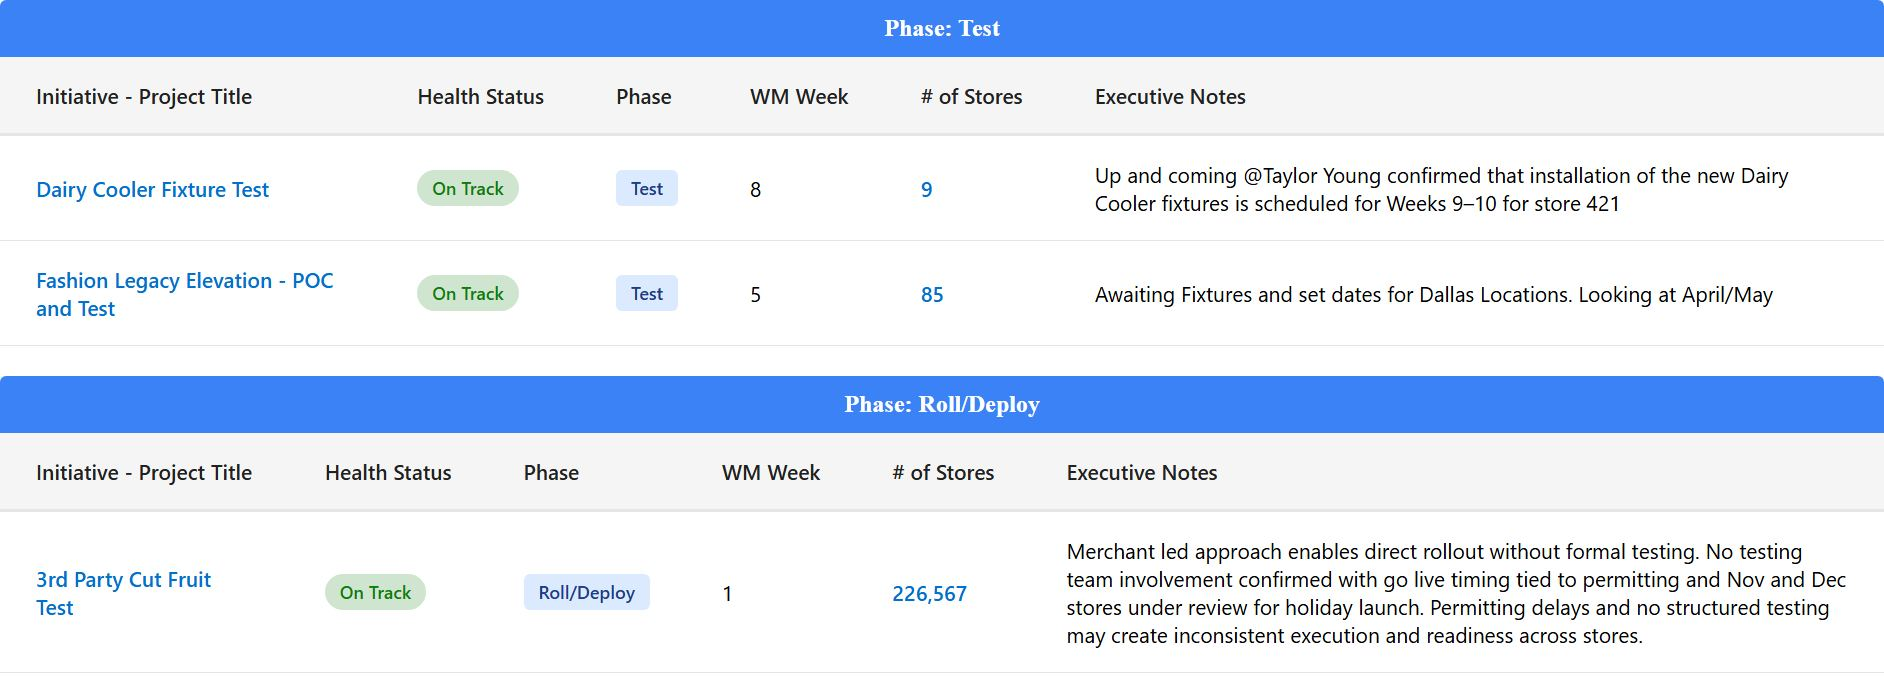 Phase: Test
Initiative - Project Title Health Status Phase WM Week # of Stores Executive Notes
Dairy Cooler Fixture Test On Track Test 8 9 Up and coming @Taylor Young confirmed that installation of the new Dairy
Cooler fixtures is scheduled for Weeks 9–10 for store 421
Fashion Legacy Elevation - POC
and Test On Track Test 5 85 Awaiting Fixtures and set dates for Dallas Locations. Looking at April/May
Phase: Roll/Deploy
Initiative - Project Title Health Status Phase WM Week # of Stores Executive Notes
3rd Party Cut Fruit
Test On Track Roll/Deploy 1 226,567 Merchant led approach enables direct rollout without formal testing. No testing
team involvement confirmed with go live timing tied to permitting and Nov and Dec
stores under review for holiday launch. Permitting delays and no structured testing
may create inconsistent execution and readiness across stores.